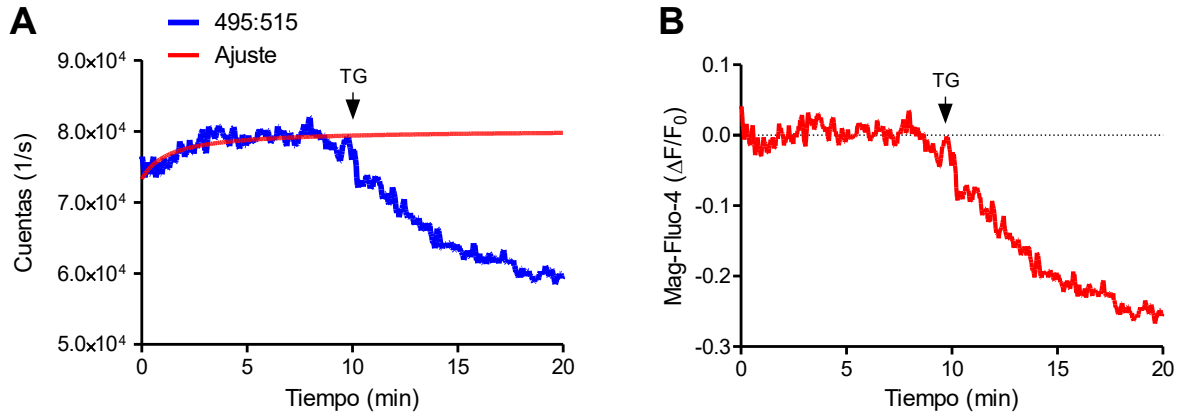 A
495:515
Ajuste
Cuentas (1/s)
9.0×10⁴
8.0×10⁴
7.0×10⁴
6.0×10⁴
5.0×10⁴
TG
0
5
10
15
20
Tiempo (min)
B
Mag-Fluo-4 (ΔF/F₀)
0.1
0.0
-0.1
-0.2
-0.3
TG
0
5
10
15
20
Tiempo (min)